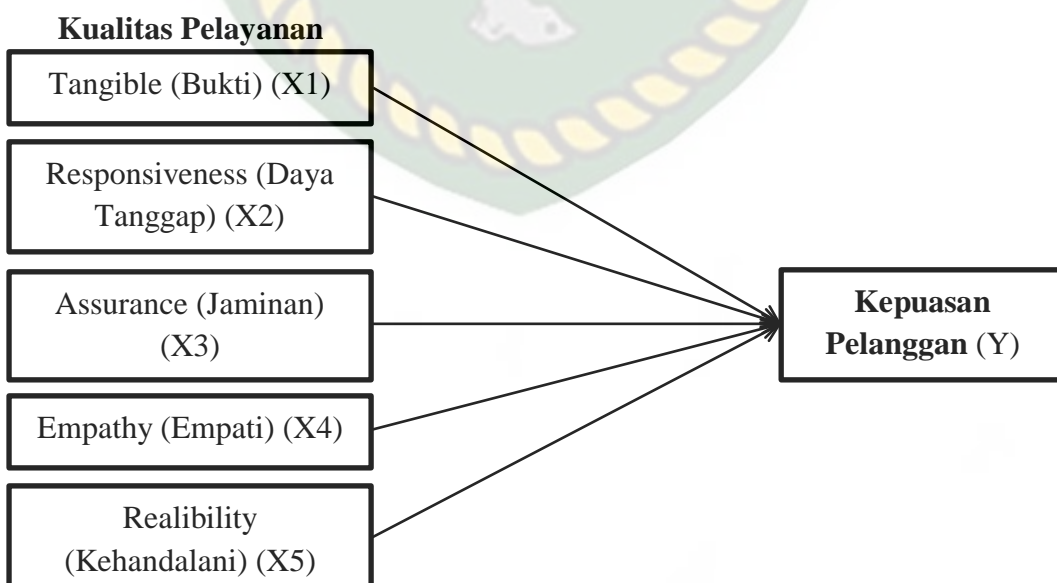 Kualitas Pelayanan
Tangible (Bukti) (X1)
Responsiveness (Daya
Tanggap) (X2)
Assurance (Jaminan)
(X3)
Empathy (Empati) (X4)
Realibility
(Kehandalani) (X5)
Kepuasan
Pelanggan (Y)